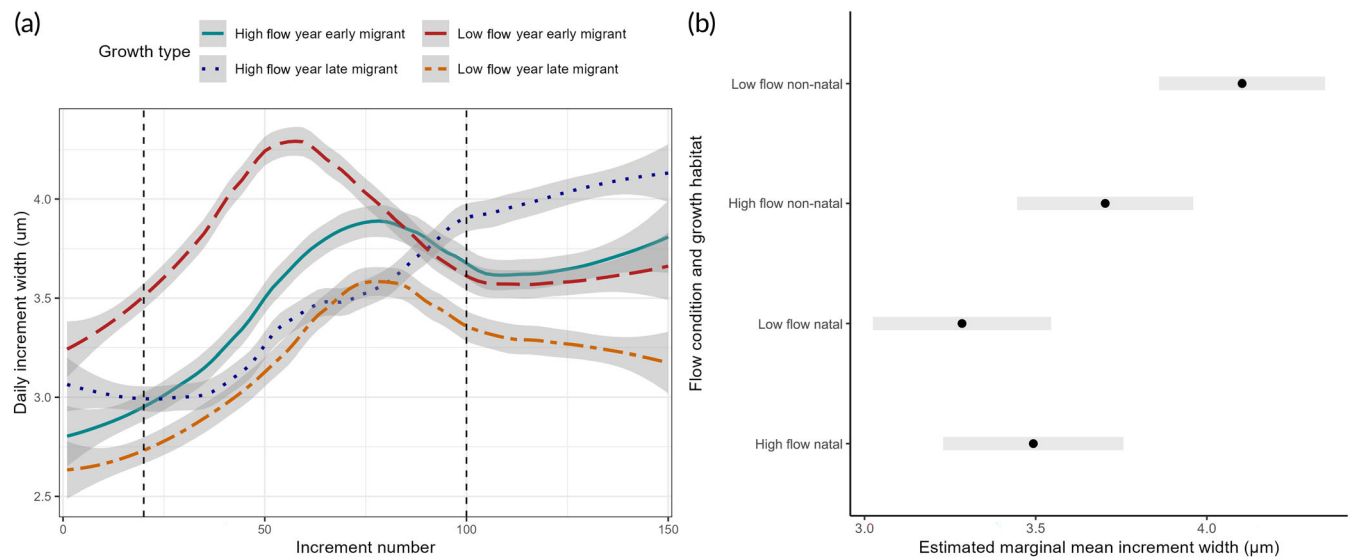 (a)
Growth type
High flow year early migrant
Low flow year early migrant
High flow year late migrant
Low flow year late migrant
Daily increment width (um)
4.0
3.5
3.0
2.5
0
50
100
150
Increment number
(b)
Flow condition and growth habitat
Low flow non-natal
High flow non-natal
Low flow natal
High flow natal
3.0
3.5
4.0
Estimated marginal mean increment width (µm)